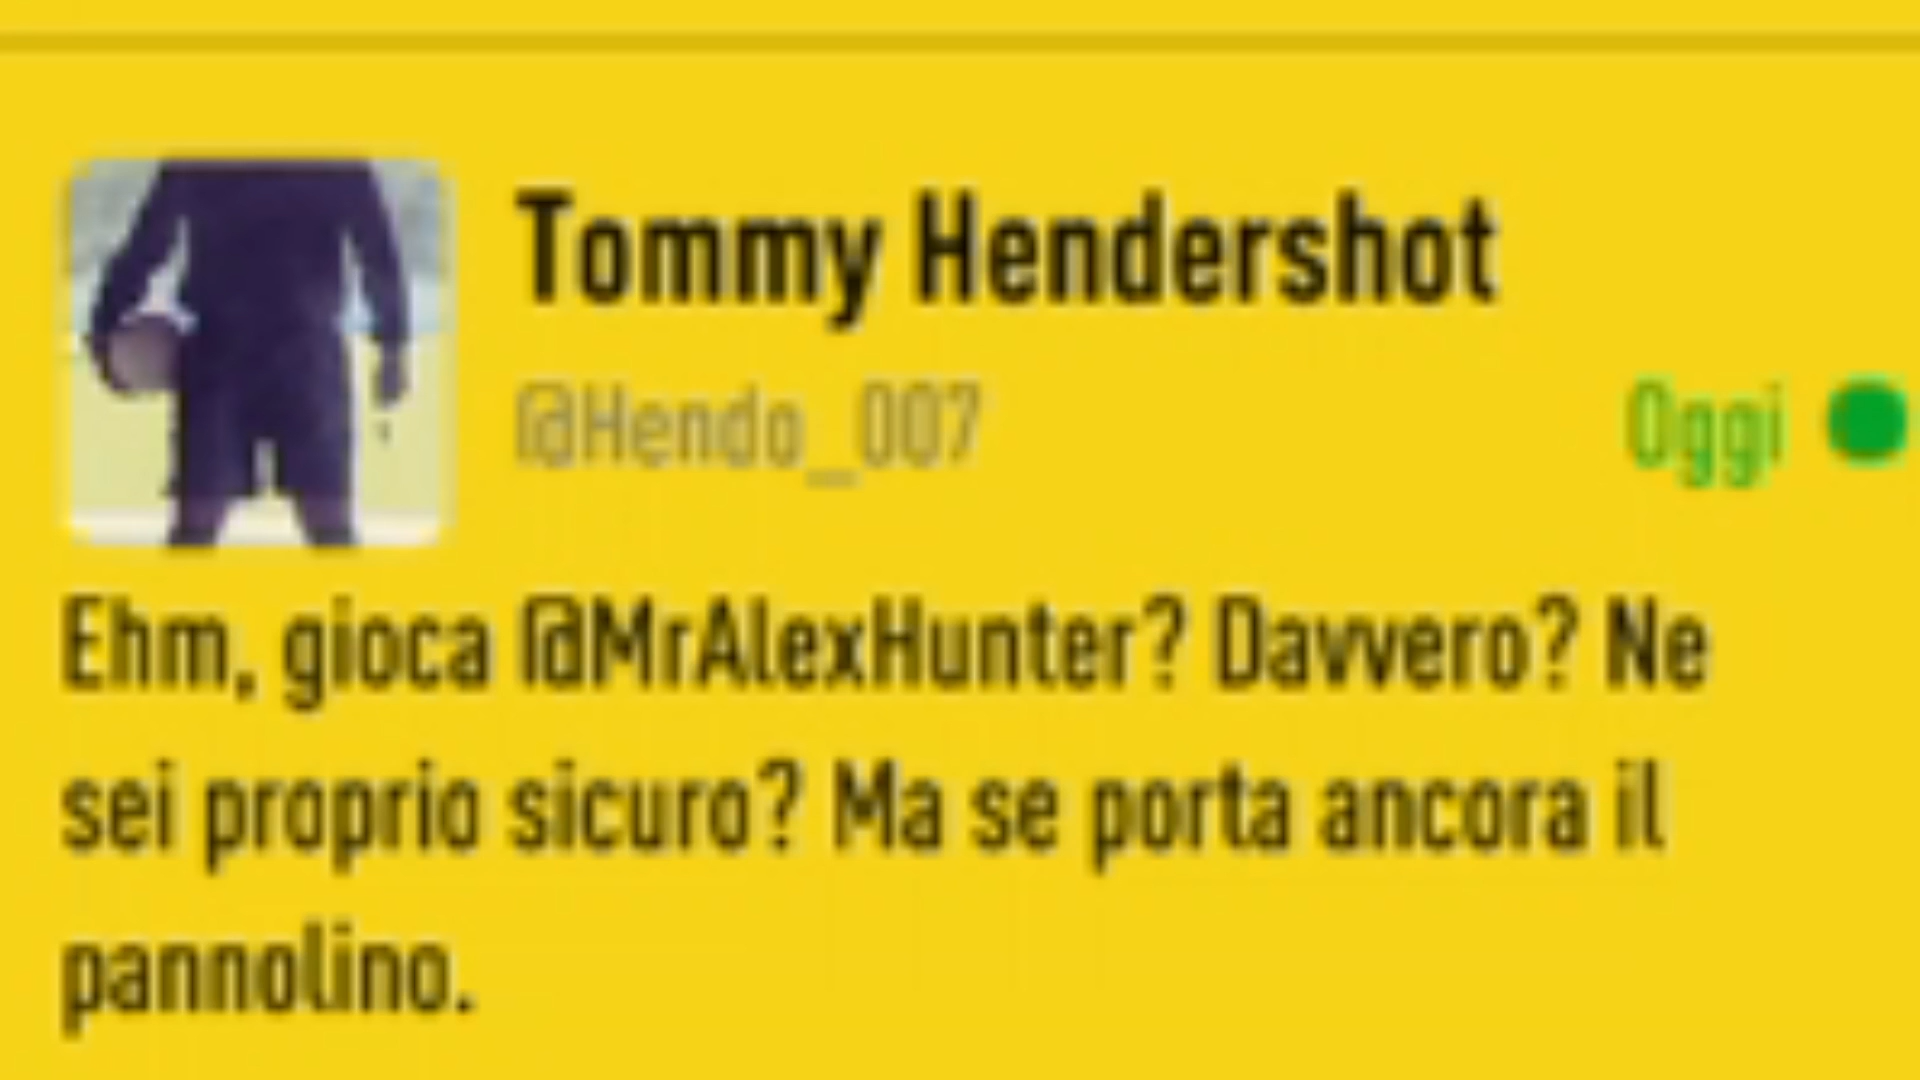 Tommy Hendershot
@Hendo_007
Oggi
Ehm, gioca @MrAlexHunter? Davvero? Ne
sei proprio sicuro? Ma se porta ancora il
pannolino.